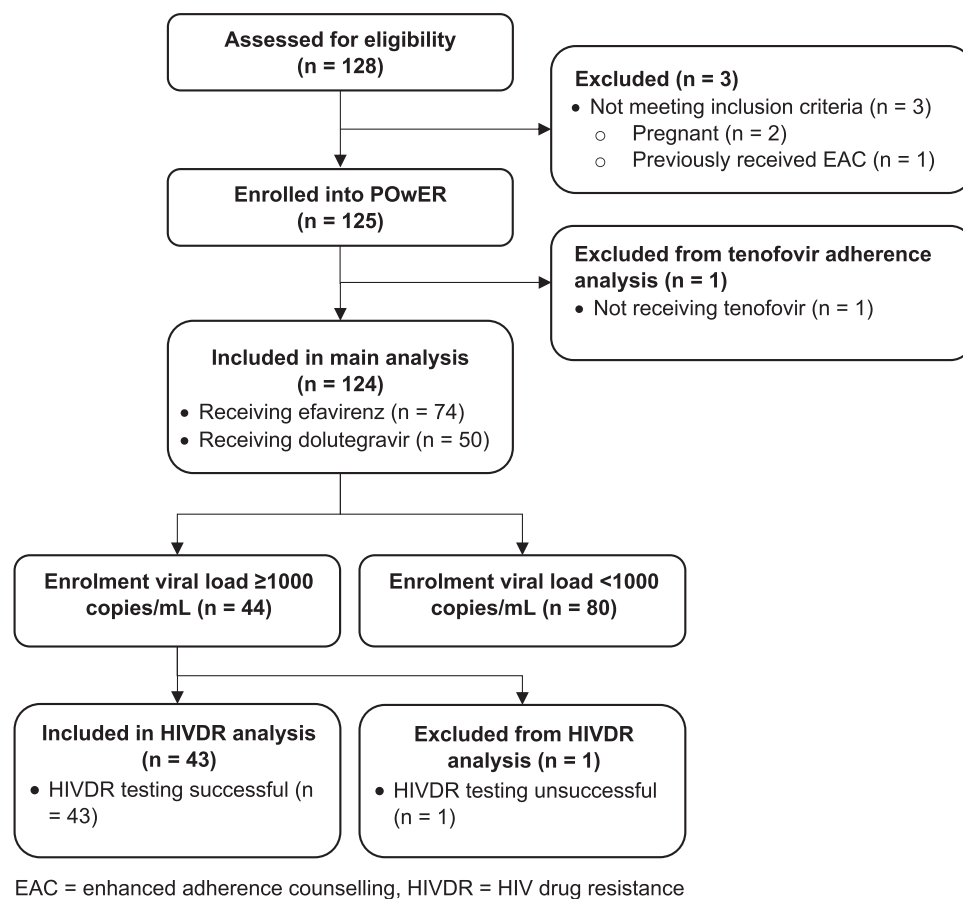 Assessed for eligibility
(n = 128)
Excluded (n = 3)
• Not meeting inclusion criteria (n = 3)
○ Pregnant (n = 2)
○ Previously received EAC (n = 1)
Enrolled into POwER
(n = 125)
Excluded from tenofovir adherence
analysis (n = 1)
• Not receiving tenofovir (n = 1)
Included in main analysis
(n = 124)
• Receiving efavirenz (n = 74)
• Receiving dolutegravir (n = 50)
Enrolment viral load ≥1000
copies/mL (n = 44)
Enrolment viral load <1000
copies/mL (n = 80)
Included in HIVDR analysis
(n = 43)
• HIVDR testing successful (n
= 43)
Excluded from HIVDR
analysis (n = 1)
• HIVDR testing unsuccessful
(n = 1)
EAC = enhanced adherence counselling, HIVDR = HIV drug resistance